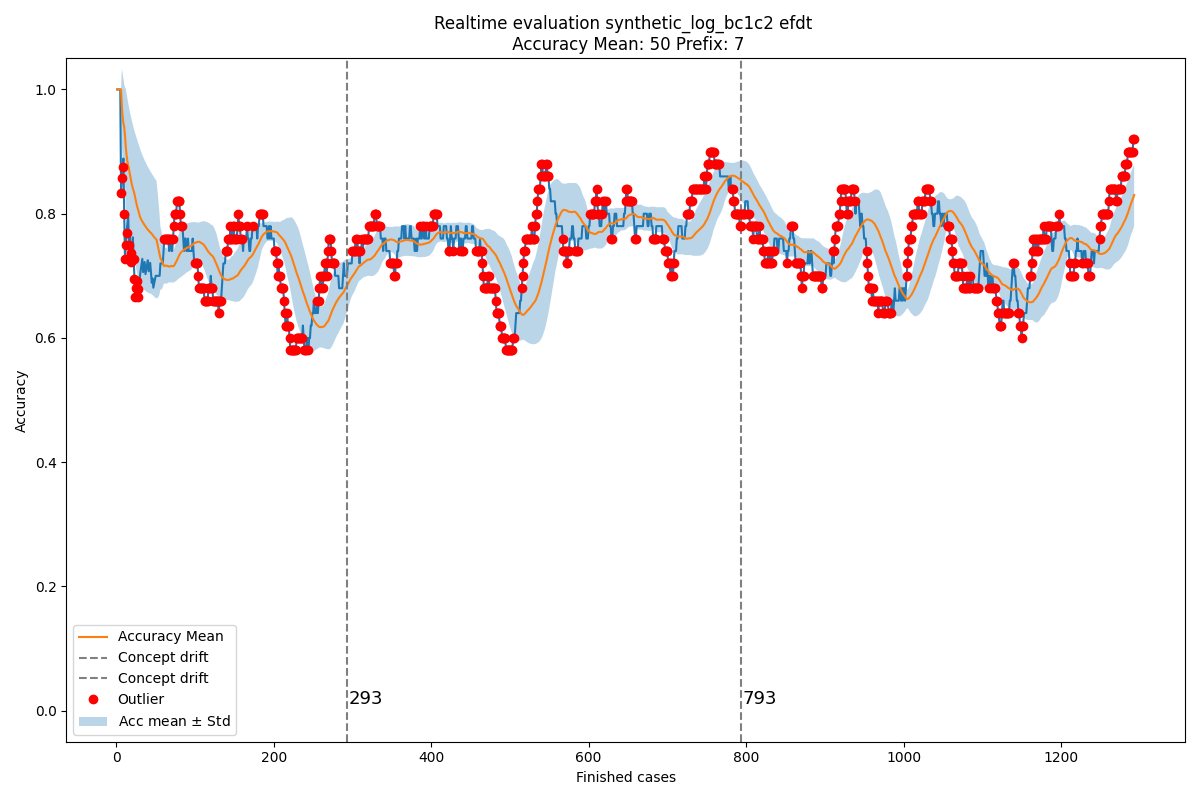 Realtime evaluation synthetic_log_bc1c2 efdt
Accuracy Mean: 50 Prefix: 7
1.0
0.8
0.6
0.4
0.2
0.0
Accuracy
Accuracy Mean
Concept drift
Concept drift
Outlier
Acc mean ± Std
293
793
0
200
400
600
800
1000
1200
Finished cases